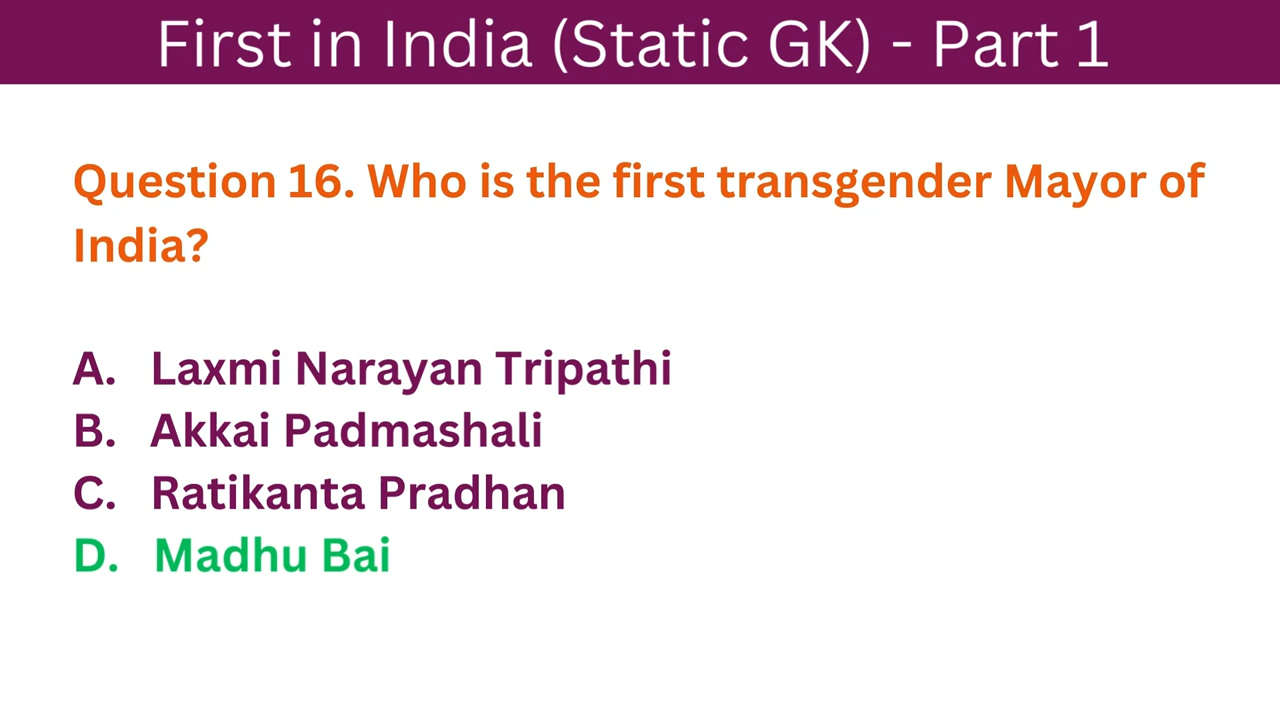 First in India (Static GK) - Part 1
Question 16. Who is the first transgender Mayor of
India?
A. Laxmi Narayan Tripathi
B. Akkai Padmashali
C. Ratikanta Pradhan
D. Madhu Bai